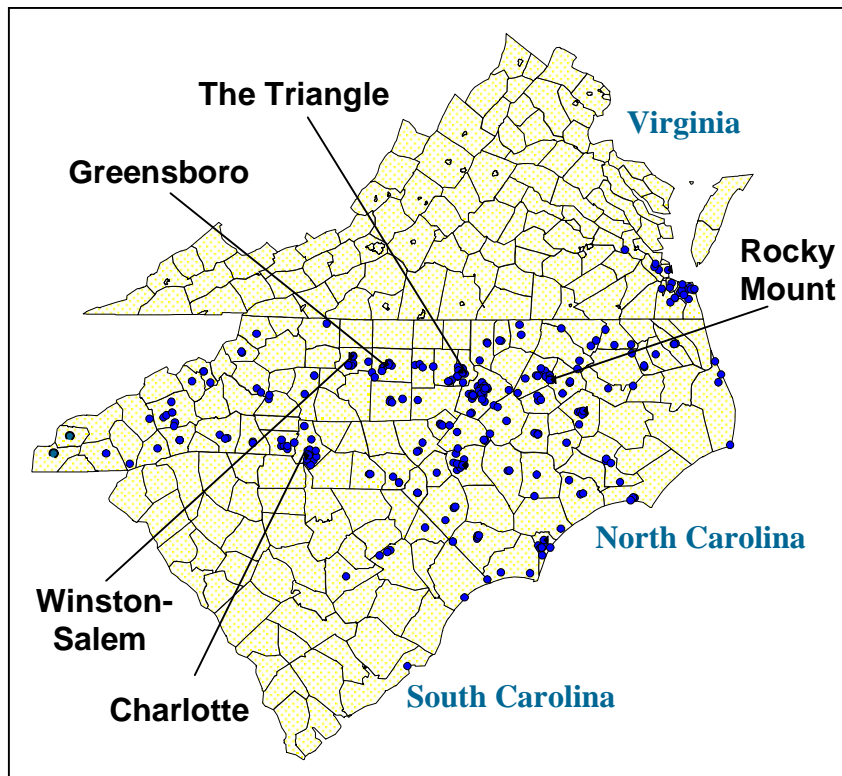 The Triangle
Virginia
Greensboro
Rocky
Mount
North Carolina
Winston-
Salem
South Carolina
Charlotte